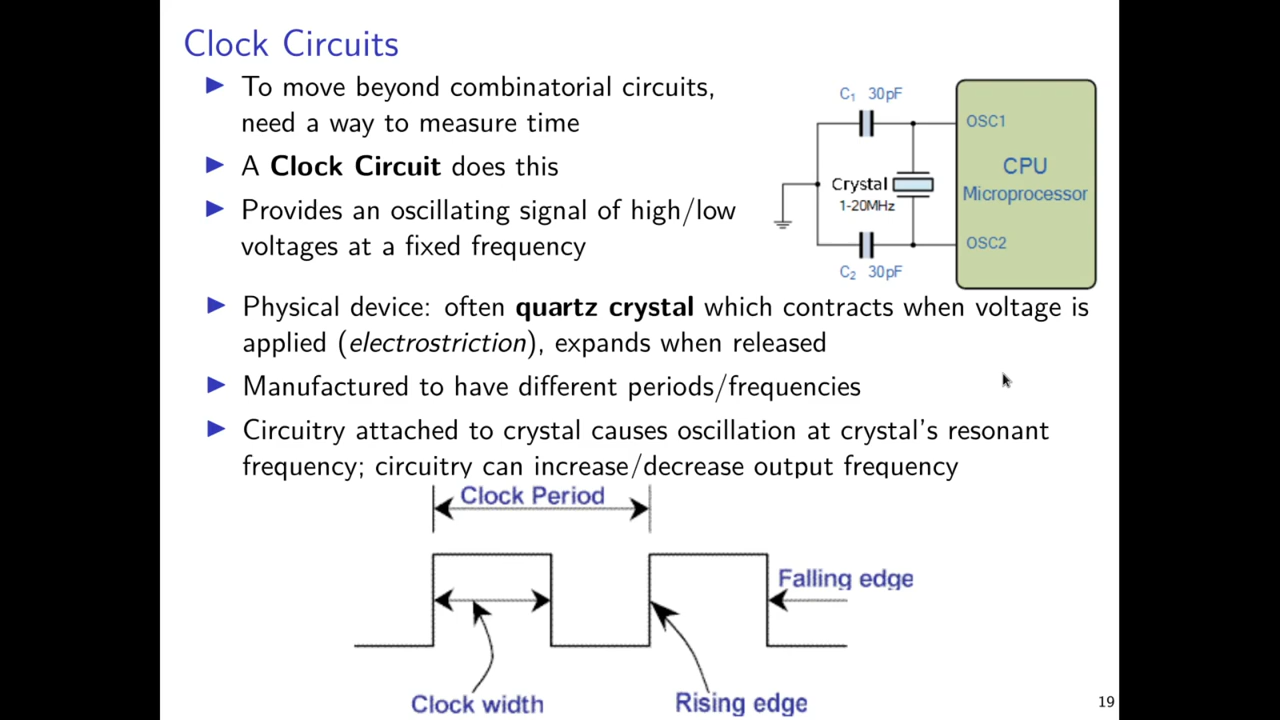 Clock Circuits
▶ To move beyond combinatorial circuits,
need a way to measure time
▶ A Clock Circuit does this
▶ Provides an oscillating signal of high/low
voltages at a fixed frequency
C1 30pF
OSC1
CPU
Microprocessor
Crystal
1-20MHz
OSC2
C2 30pF
▶ Physical device: often quartz crystal which contracts when voltage is
applied (electrostriction), expands when released
▶ Manufactured to have different periods/frequencies
▶ Circuitry attached to crystal causes oscillation at crystal's resonant
frequency; circuitry can increase/decrease output frequency
Clock Period
Falling edge
Clock width
Rising edge
19